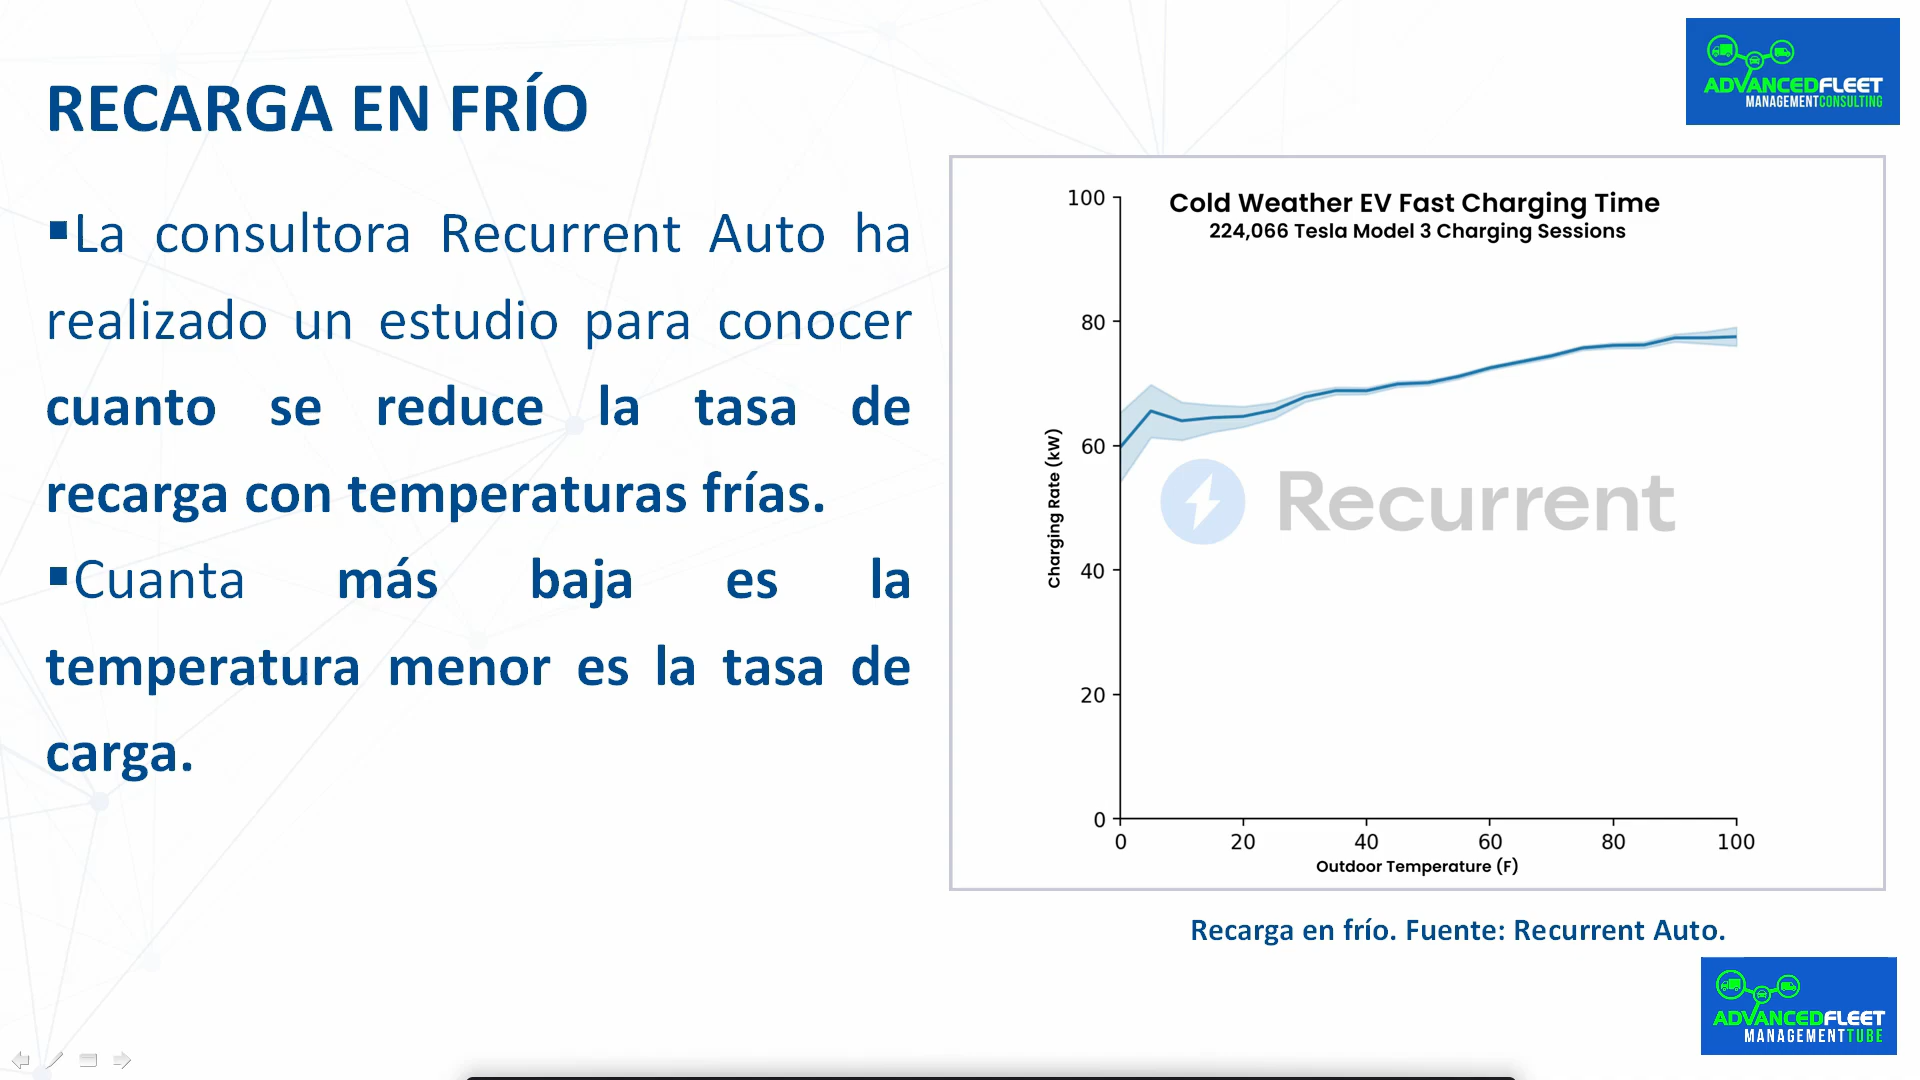 RECARGA EN FRÍO
▪La consultora Recurrent Auto ha
realizado un estudio para conocer
cuanto se reduce la tasa de
recarga con temperaturas frías.
▪Cuanta más baja es la
temperatura menor es la tasa de
carga.
ADVANCEDFLEET
MANAGEMENTCONSULTING
Cold Weather EV Fast Charging Time
224,066 Tesla Model 3 Charging Sessions
100
80
60
40
20
0
Charging Rate (kW)
Recurrent
0 20 40 60 80 100
Outdoor Temperature (F)
Recarga en frío. Fuente: Recurrent Auto.
ADVANCEDFLEET
MANAGEMENTTUBE